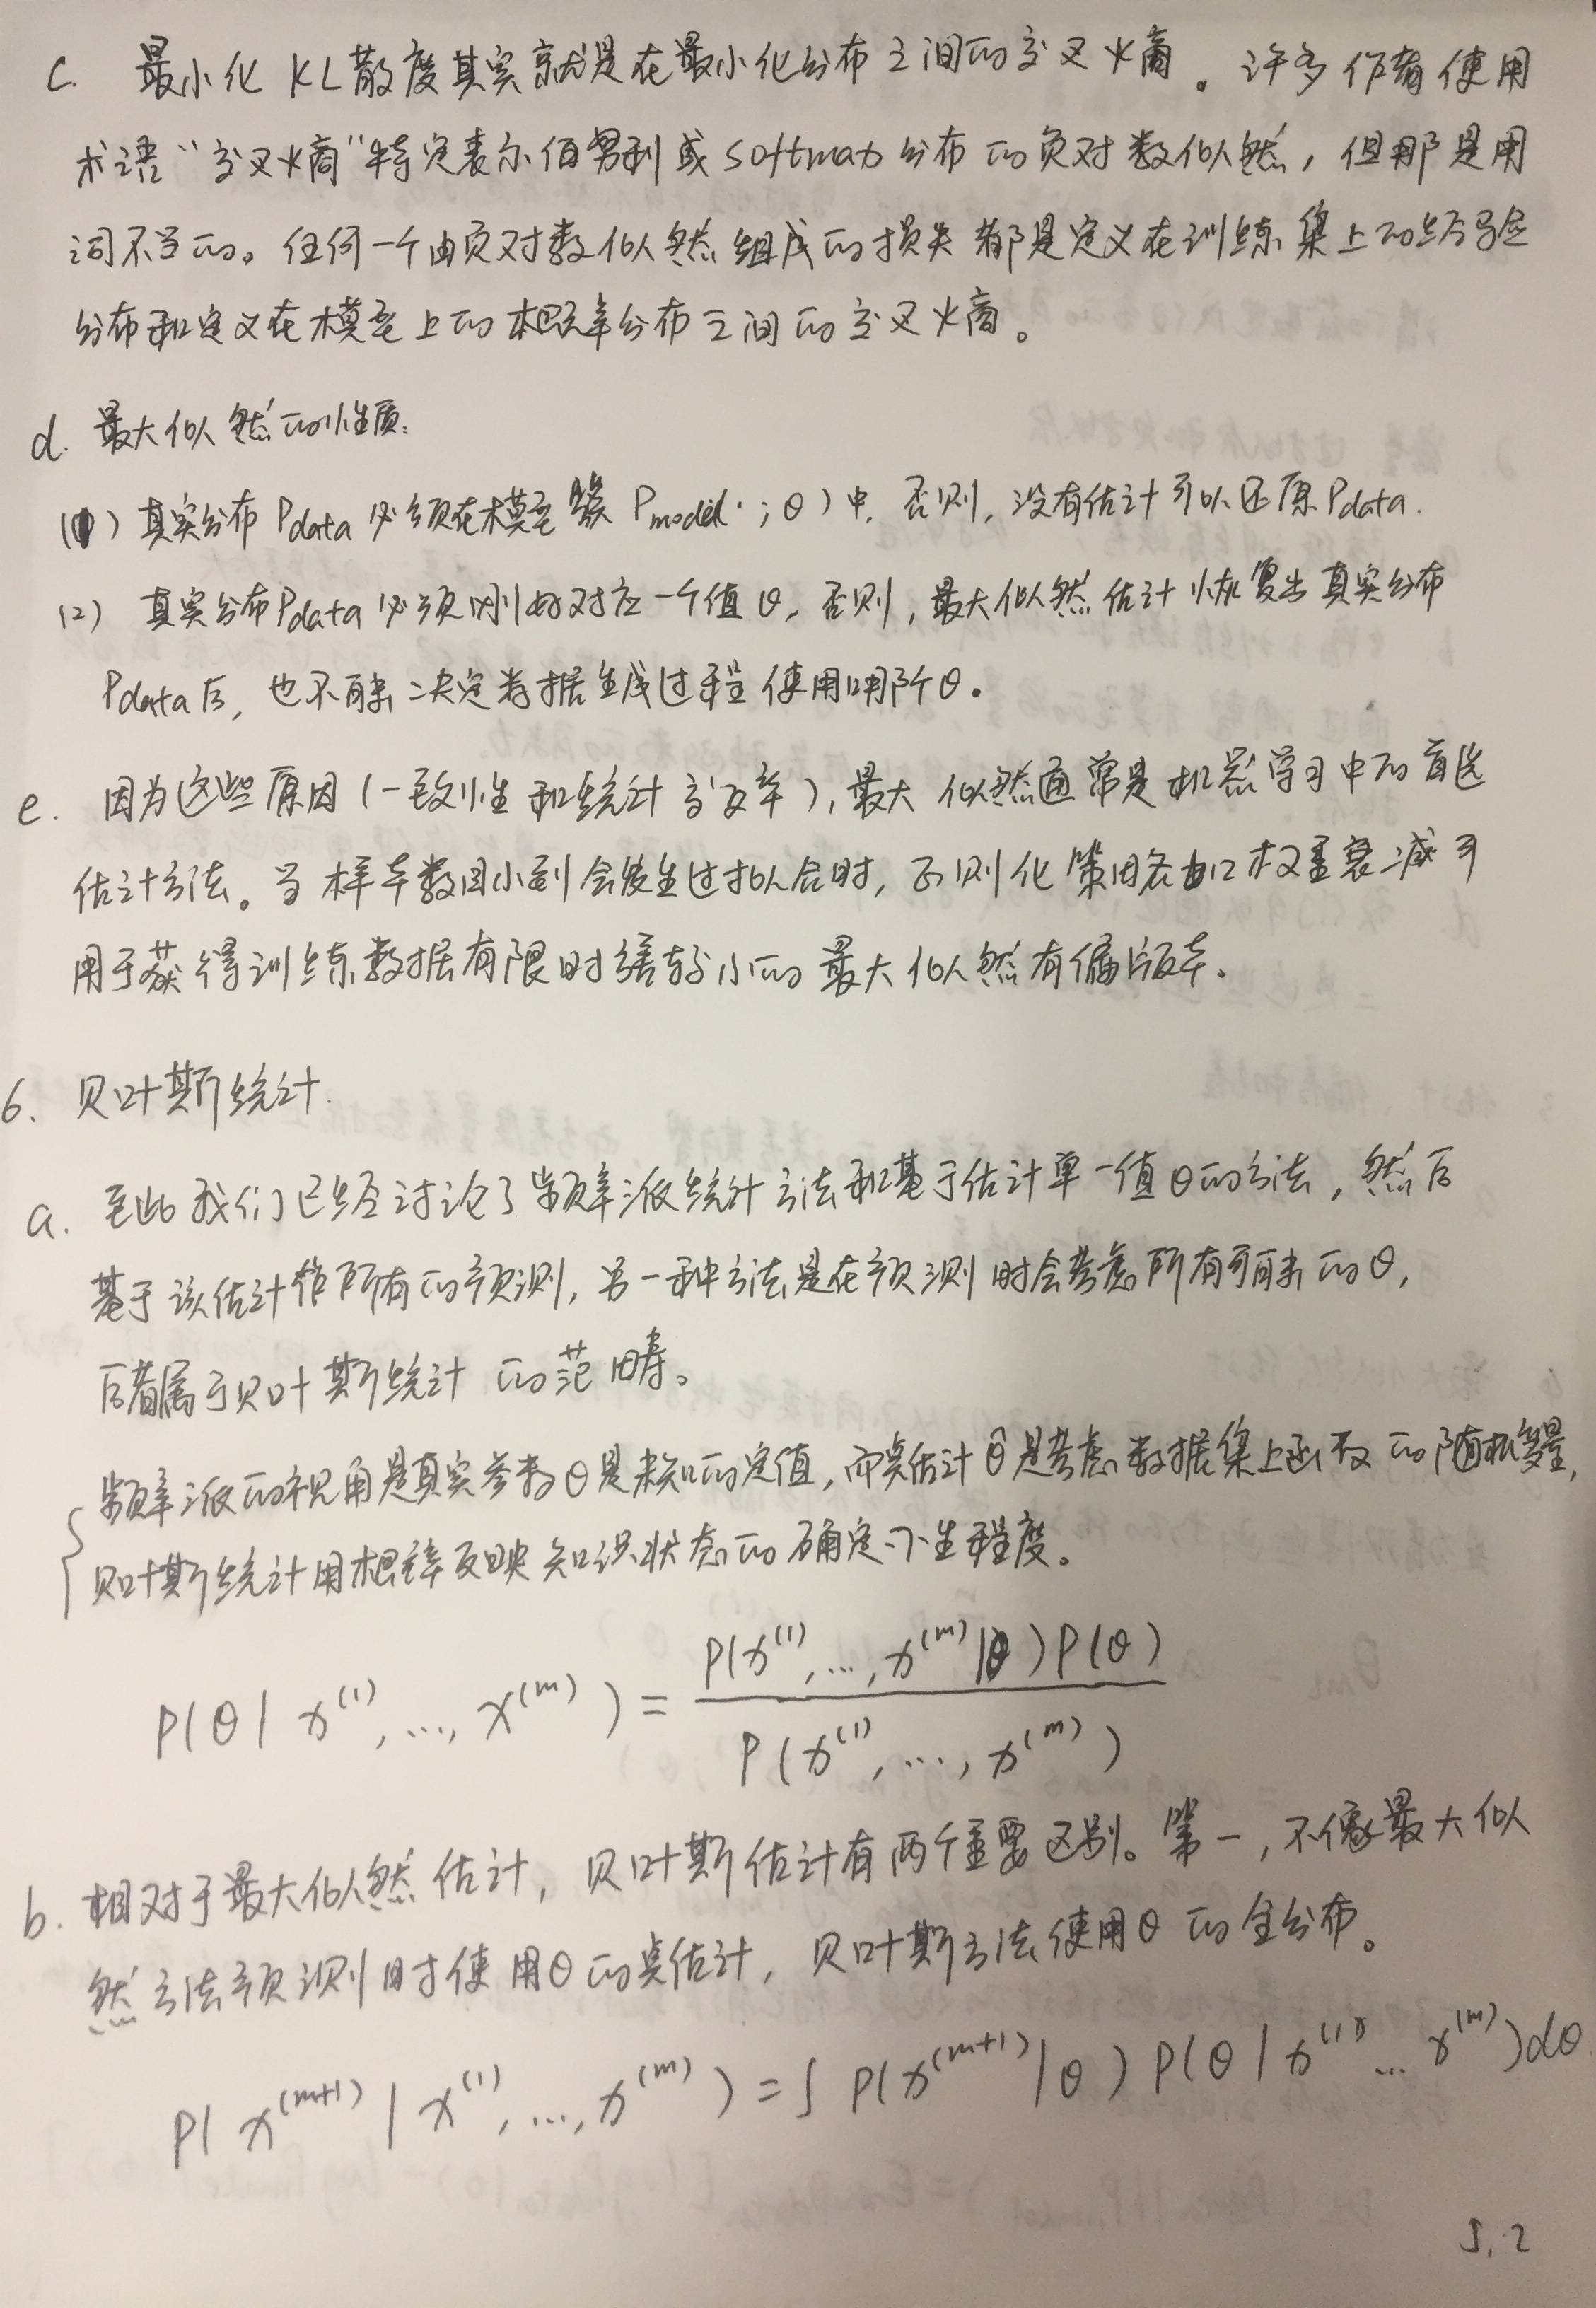 c. 最小化KL散度其实就是在最小化分布之间的交叉熵。许多作者使用
术语“交叉熵”特定表示伯努利或softmax分布的负对数似然，但那是用
词不当的。任何一个由负对数似然组成的损失都是定义在训练集上的经验
分布和定义在模型上的概率分布之间的交叉熵。
d. 最大似然的性质:
(1) 真实分布Pdata必须在模型簇Pmodel(·;θ)中. 否则, 没有估计可以还原Pdata.
(2) 真实分布Pdata必须刚好对应一个值θ, 否则, 最大似然估计恢复出真实分布
Pdata后, 也不能决定数据生成过程使用哪个θ。
e. 因为这些原因(一致性和统计效率), 最大似然通常是机器学习中的首选
估计方法。当样本数目小到会发生过拟合时, 正则化策略如权重衰减可
用于获得训练数据有限时方差较小的最大似然有偏版本。
6、贝叶斯统计.
a. 至此我们已经讨论了频率派统计方法和基于估计单一值θ的方法, 然后
基于该估计作所有的预测, 另一种方法是在预测时会考虑所有可能的θ,
后者属于贝叶斯统计的范畴。
频率派的视角是真实参数θ是未知的定值, 而点估计θ̂是考虑数据集上函数的随机变量,
贝叶斯统计用概率反映知识状态的确定性程度。
P(θ | x^(1), ..., x^(m)) = P(x^(1), ..., x^(m) | θ) P(θ) / P(x^(1), ..., x^(m))
b. 相对于最大似然估计, 贝叶斯估计有两个重要区别。第一, 不像最大似
然方法预测时使用θ的点估计, 贝叶斯方法使用θ的全分布。
P(x^(m+1) | x^(1), ..., x^(m)) = ∫ P(x^(m+1) | θ) P(θ | x^(1) ... x^(m)) dθ.
5.2